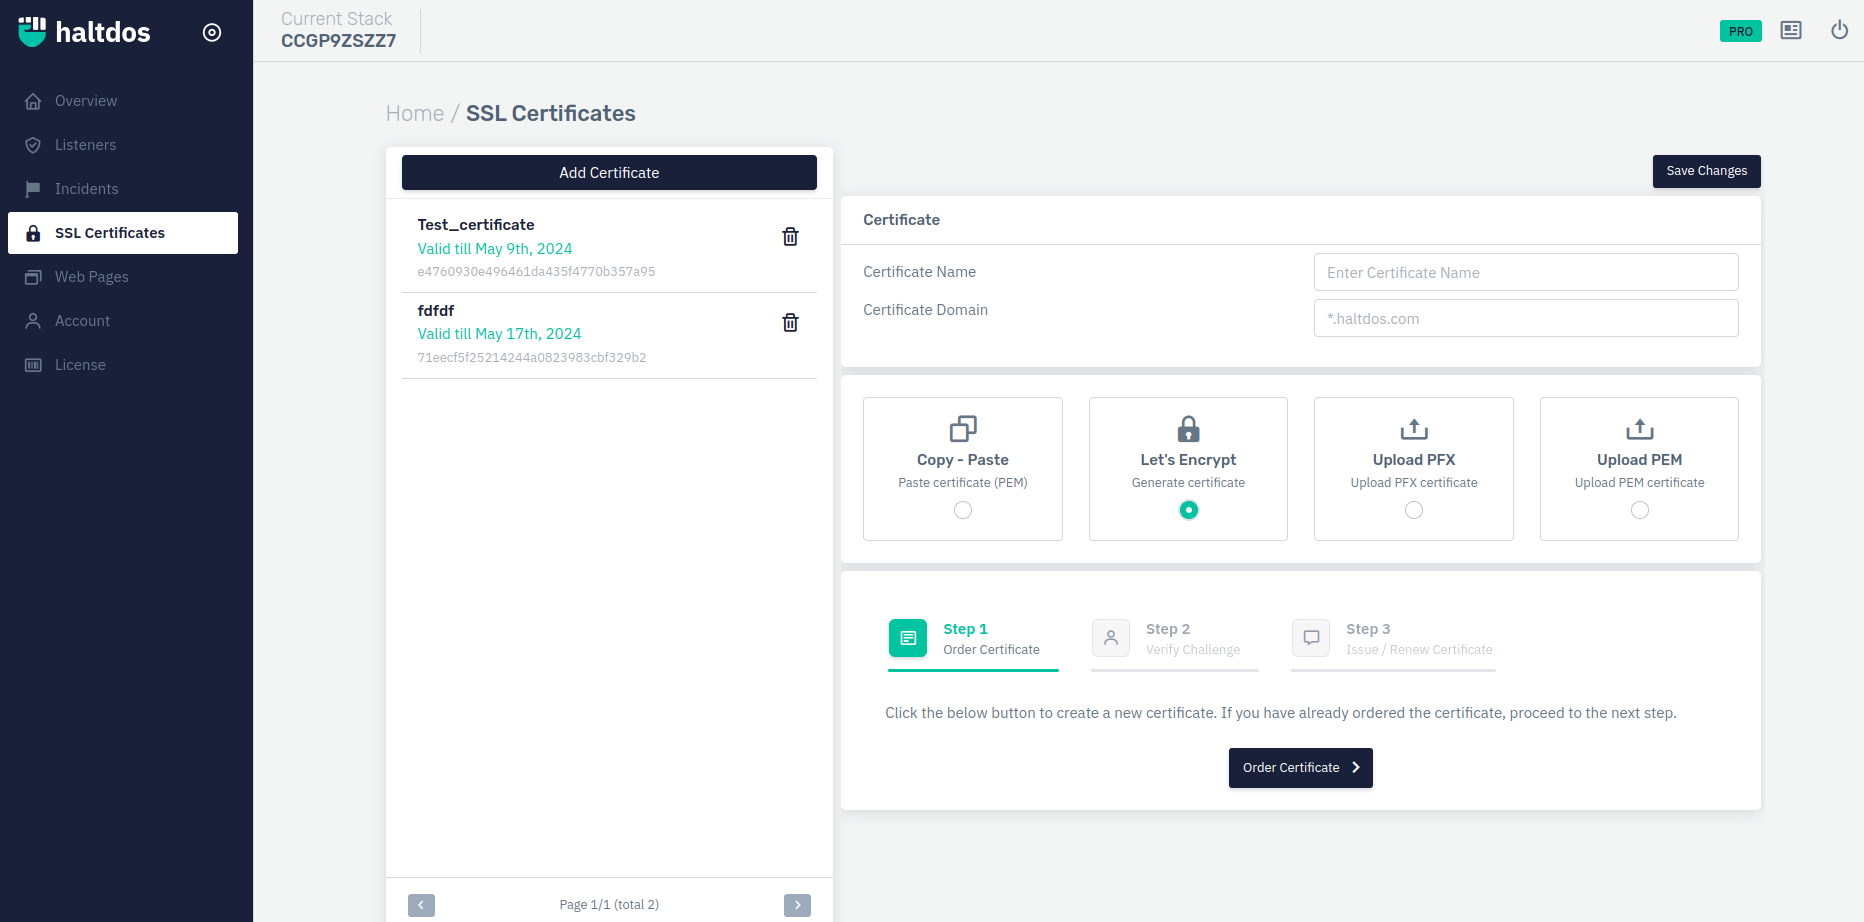 haltdos
Current Stack
CCGP9ZSZZ7
PRO
Overview
Listeners
Incidents
SSL Certificates
Web Pages
Account
License
Home / SSL Certificates
Add Certificate
Test_certificate
Valid till May 9th, 2024
e4760930e496461da435f4770b357a95
fdfdf
Valid till May 17th, 2024
71eecf5f25214244a0823983cbf329b2
Page 1/1 (total 2)
Save Changes
Certificate
Certificate Name
Enter Certificate Name
Certificate Domain
*.haltdos.com
Copy - Paste
Paste certificate (PEM)
Let's Encrypt
Generate certificate
Upload PFX
Upload PFX certificate
Upload PEM
Upload PEM certificate
Step 1
Order Certificate
Step 2
Verify Challenge
Step 3
Issue / Renew Certificate
Click the below button to create a new certificate. If you have already ordered the certificate, proceed to the next step.
Order Certificate